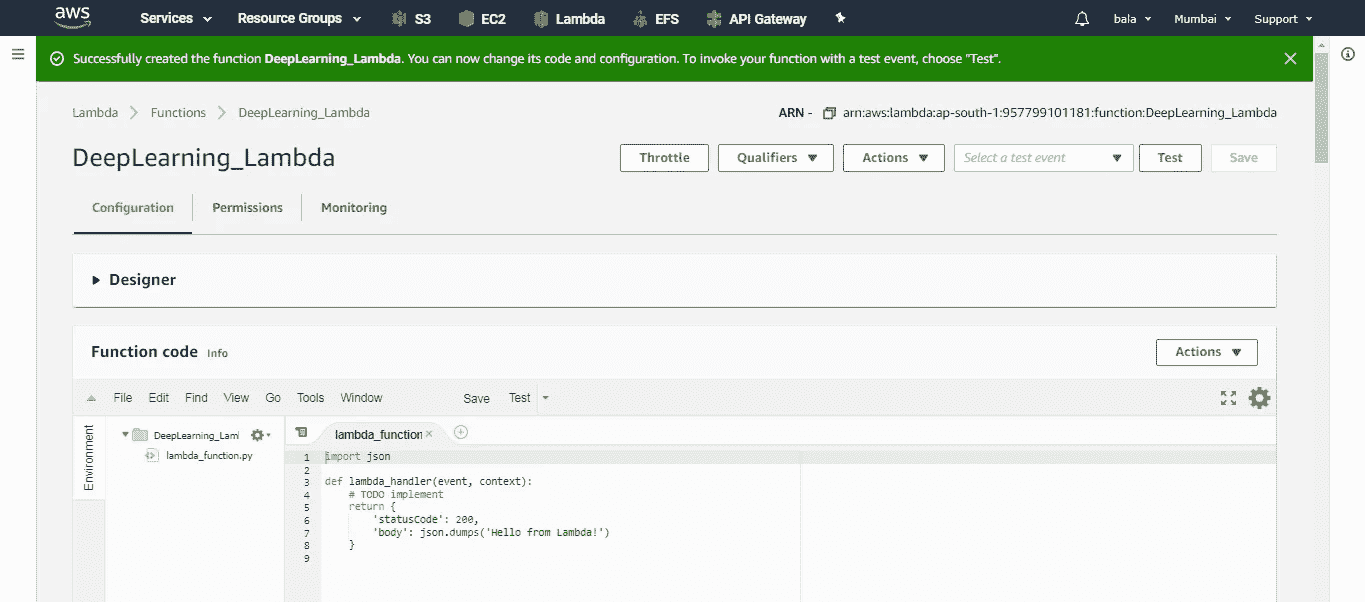 aws Services Resource Groups S3 EC2 Lambda EFS API Gateway bala Mumbai Support
Successfully created the function DeepLearning_Lambda. You can now change its code and configuration. To invoke your function with a test event, choose "Test".
Lambda Functions DeepLearning_Lambda ARN - arn:aws:lambda:ap-south-1:957799101181:function:DeepLearning_Lambda
DeepLearning_Lambda Throttle Qualifiers Actions Select a test event Test Save
Configuration Permissions Monitoring
Designer
Function code Info Actions
File Edit Find View Go Tools Window Save Test
Environment
DeepLearning_Lam lambda_function
lambda_function.py
1 import json
2
3 def lambda_handler(event, context):
4 # TODO implement
5 return {
6 'statusCode': 200,
7 'body': json.dumps('Hello from Lambda!')
8 }
9